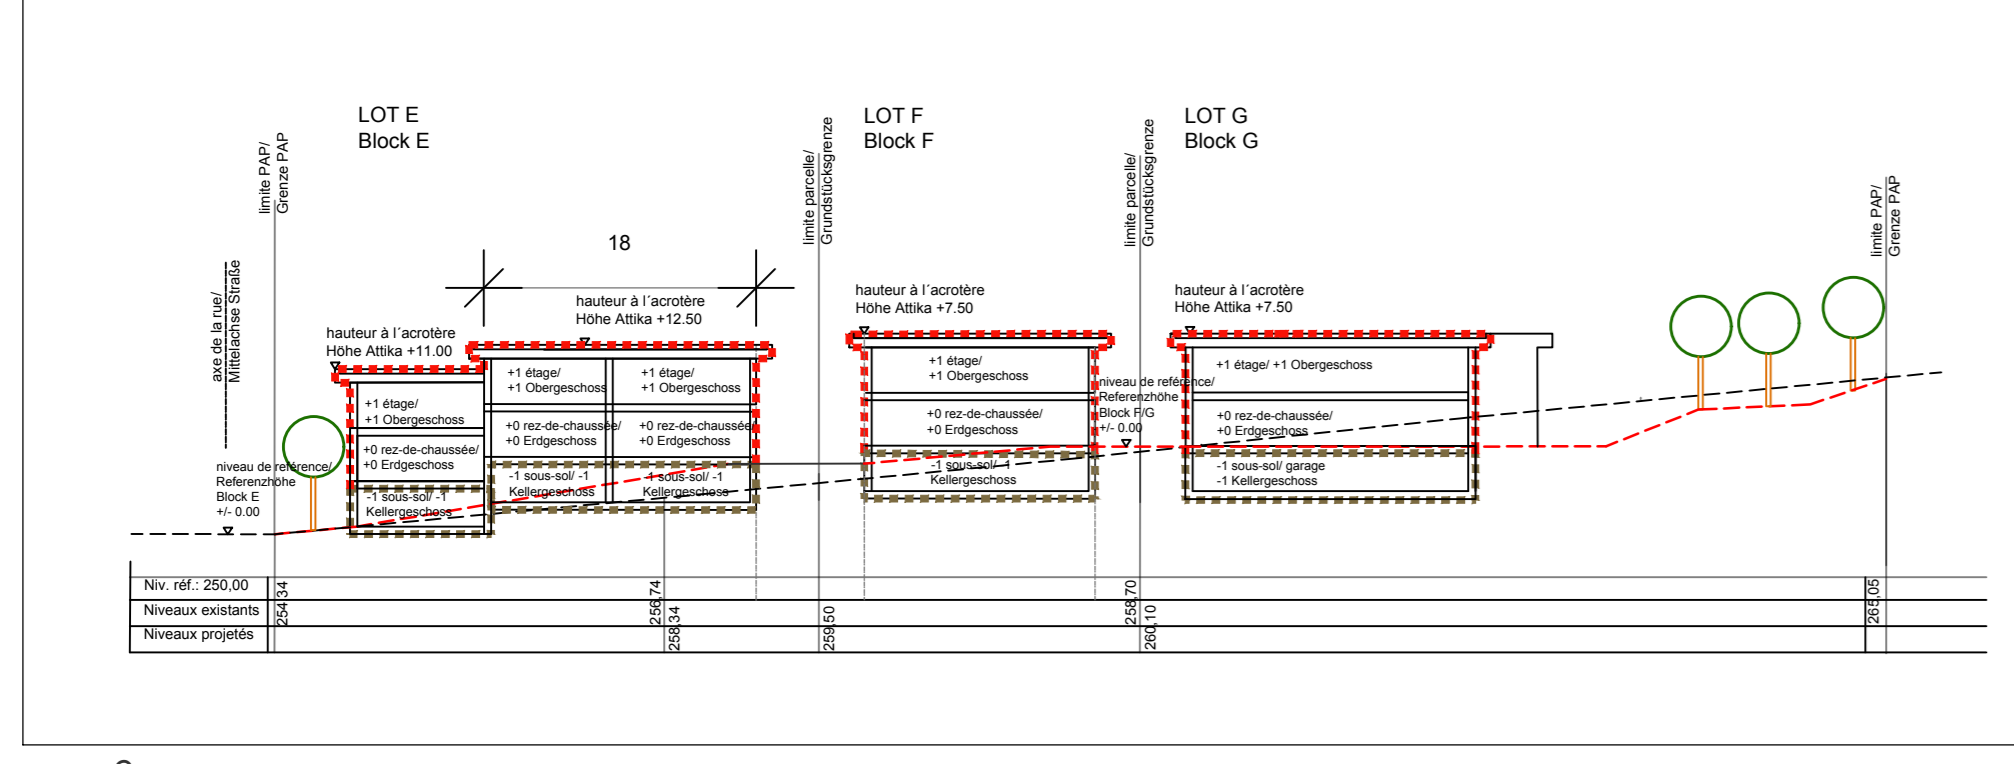 LOT E
Block E
LOT F
Block F
LOT G
Block G
limite PAP/
Grenze PAP
limite parcelle/
Grundstücksgrenze
limite parcelle/
Grundstücksgrenze
limite PAP/
Grenze PAP
axe de la rue/
Mittelachse Straße
18
hauteur à l´acrotère
Höhe Attika +11.00
hauteur à l´acrotère
Höhe Attika +12.50
hauteur à l´acrotère
Höhe Attika +7.50
hauteur à l´acrotère
Höhe Attika +7.50
+1 étage/
+1 Obergeschoss
+0 rez-de-chaussée/
+0 Erdgeschoss
-1 sous-sol/ -1
Kellergeschoss
+1 étage/
+1 Obergeschoss
+0 rez-de-chaussée/
+0 Erdgeschoss
-1 sous-sol/ -1
Kellergeschoss
+1 étage/
+1 Obergeschoss
+0 rez-de-chaussée/
+0 Erdgeschoss
-1 sous-sol/ -1
Kellergeschoss
+1 étage/
+1 Obergeschoss
+0 rez-de-chaussée/
+0 Erdgeschoss
-1 sous-sol/ -1
Kellergeschoss
niveau de reférence/
Referenzhöhe
Block F/G
+/- 0.00
+1 étage/ +1 Obergeschoss
+0 rez-de-chaussée/
+0 Erdgeschoss
-1 sous-sol/ garage
-1 Kellergeschoss
niveau de reférence/
Referenzhöhe
Block E
+/- 0.00
Niv. réf.: 250,00
Niveaux existants
Niveaux projetés
254,34
256,74
258,34
259,50
258,70
260,10
265,05